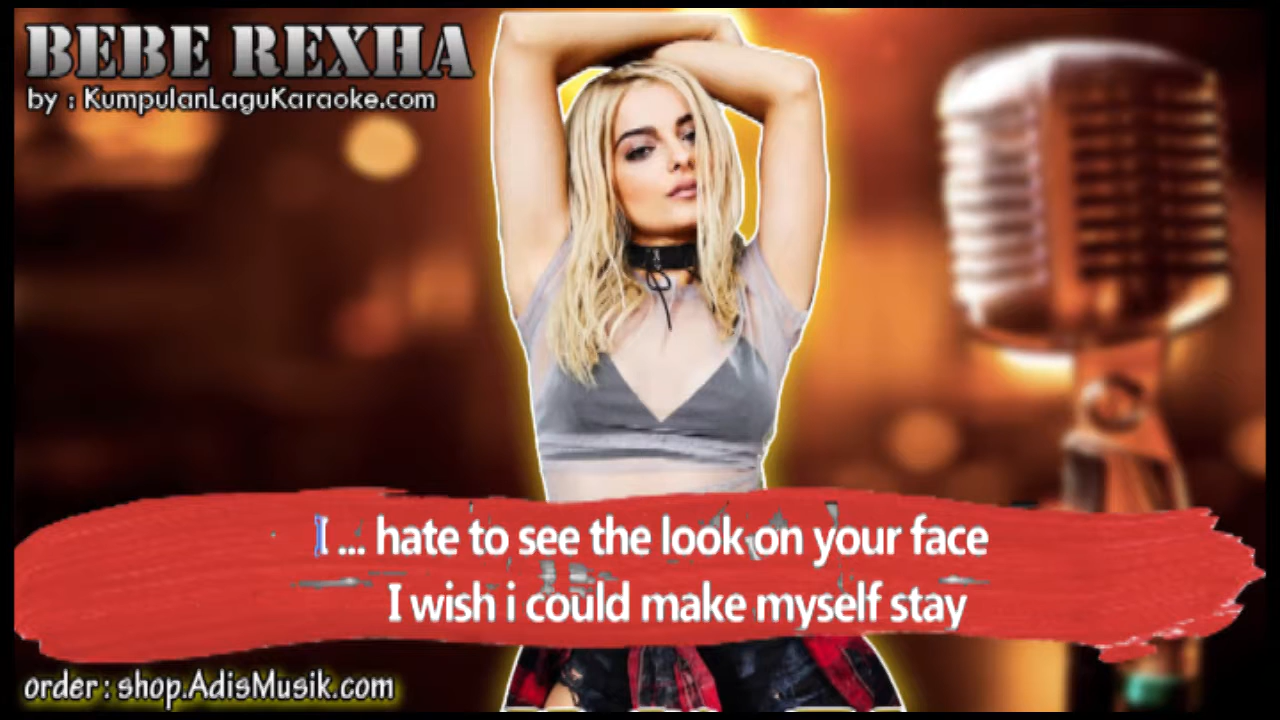 BEBE REXHA
by : KumpulanLaguKaraoke.com
I ... hate to see the look on your face
I wish i could make myself stay
order : shop.AdisMusik.com